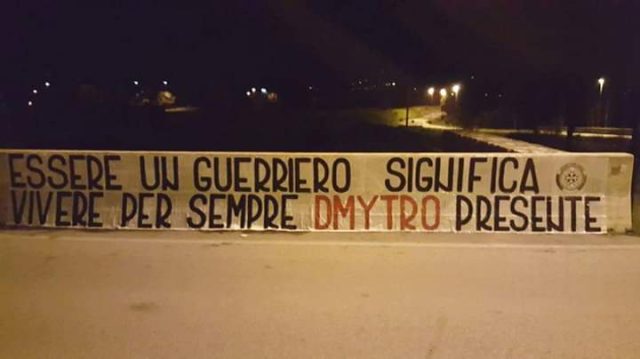 ESSERE UN GUERRIERO SIGNIFICA
VIVERE PER SEMPRE DMYTRO PRESENTE